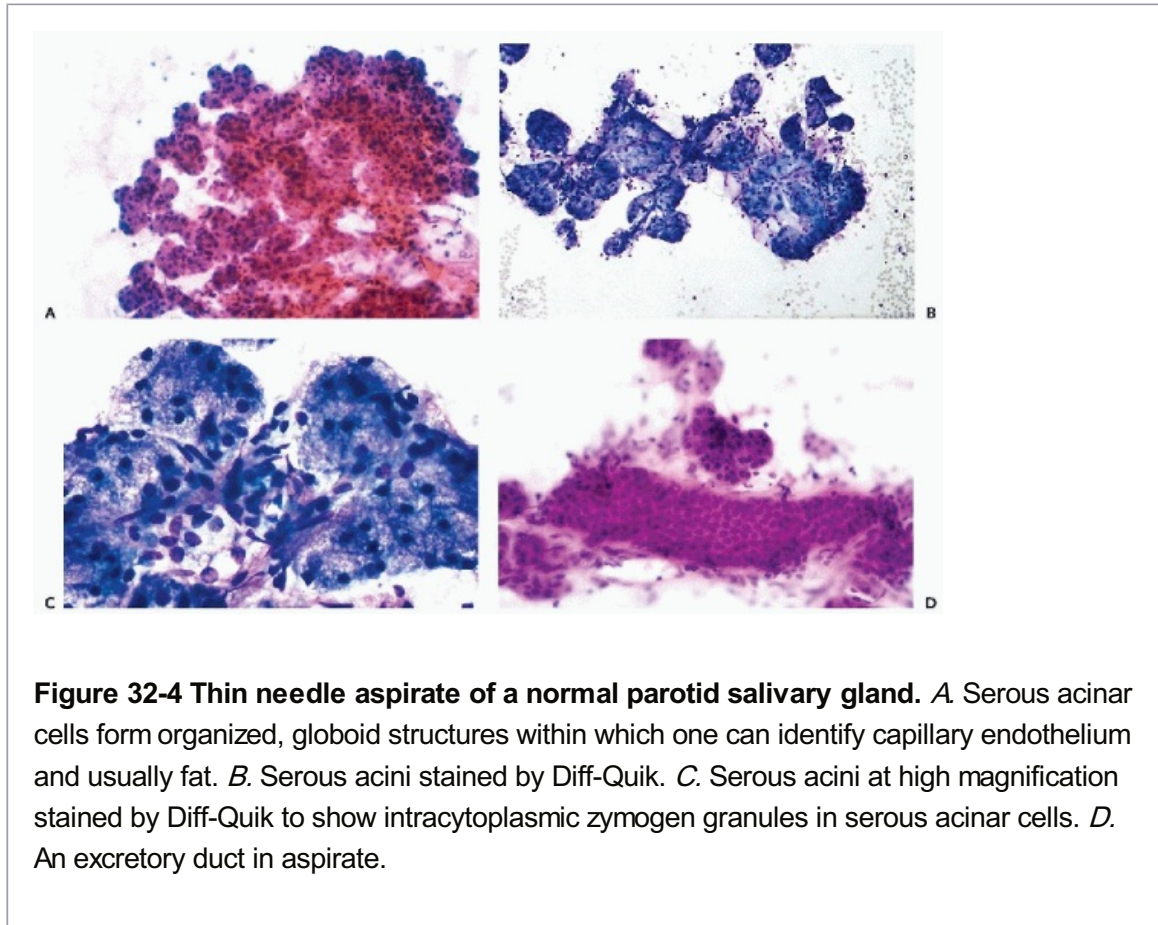 A
B
C
D
Figure 32-4 Thin needle aspirate of a normal parotid salivary gland. A. Serous acinar
cells form organized, globoid structures within which one can identify capillary endothelium
and usually fat. B. Serous acini stained by Diff-Quik. C. Serous acini at high magnification
stained by Diff-Quik to show intracytoplasmic zymogen granules in serous acinar cells. D.
An excretory duct in aspirate.